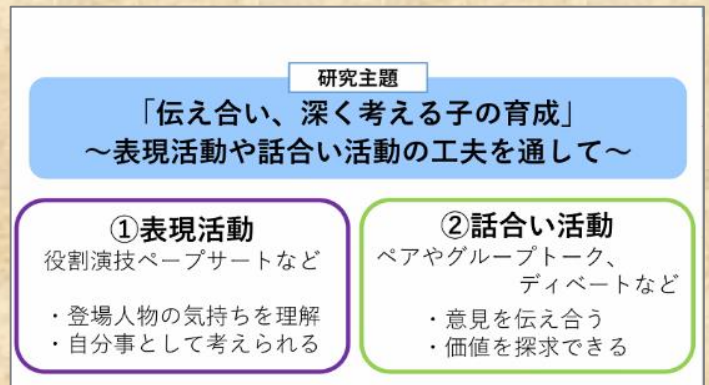 研究主題
「伝え合い、深く考える子の育成」
～表現活動や話合い活動の工夫を通して～
①表現活動
役割演技ペープサートなど
・登場人物の気持ちを理解
・自分事として考えられる
②話合い活動
ペアやグループトーク、
ディベートなど
・意見を伝え合う
・価値を探求できる